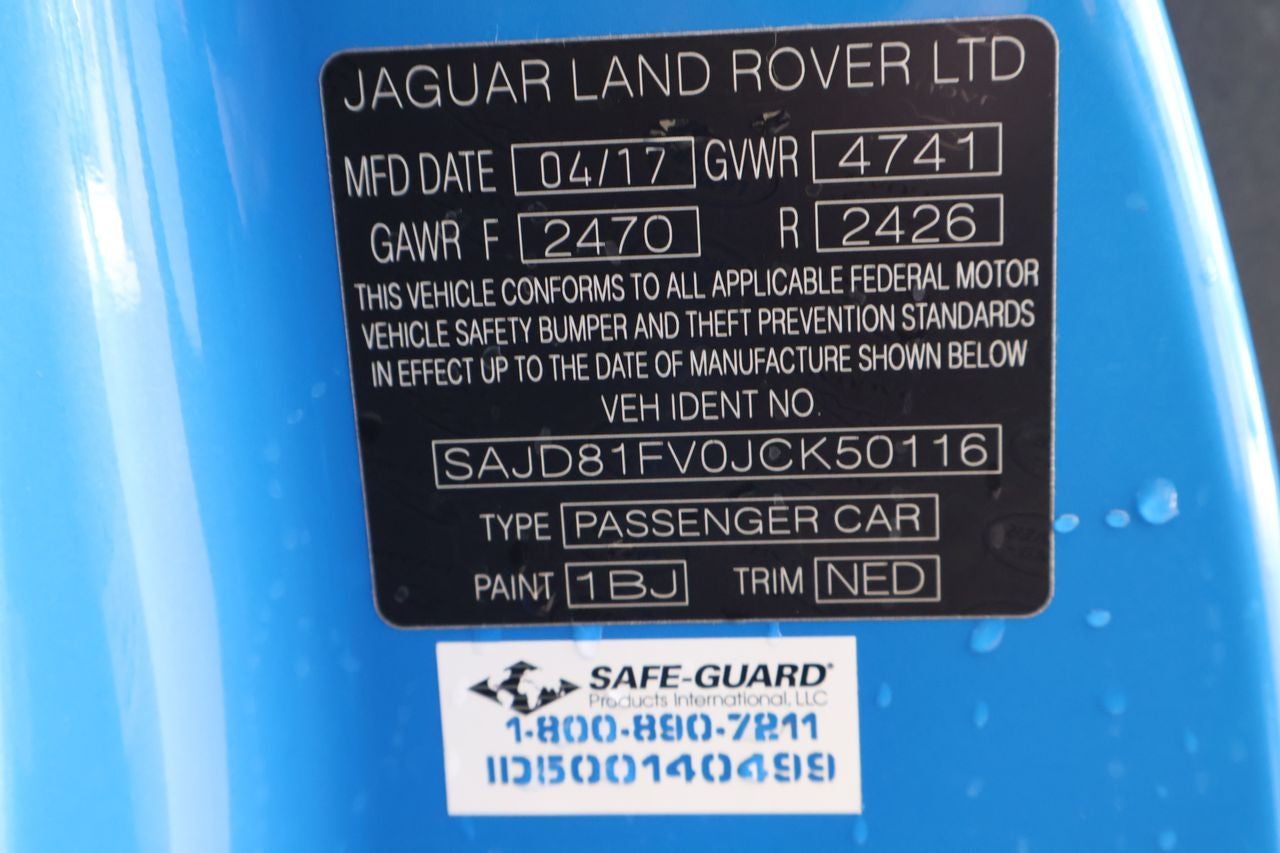 JAGUAR LAND ROVER LTD
MFD DATE 04/17 GVWR 4741
GAWR F 2470 R 2426
THIS VEHICLE CONFORMS TO ALL APPLICABLE FEDERAL MOTOR
VEHICLE SAFETY BUMPER AND THEFT PREVENTION STANDARDS
IN EFFECT UP TO THE DATE OF MANUFACTURE SHOWN BELOW
VEH IDENT NO.
SAJD81FV0JCK50116
TYPE PASSENGER CAR
PAINT 1BJ TRIM NED
SAFE-GUARD®
Products International, LLC
1-800-890-7211